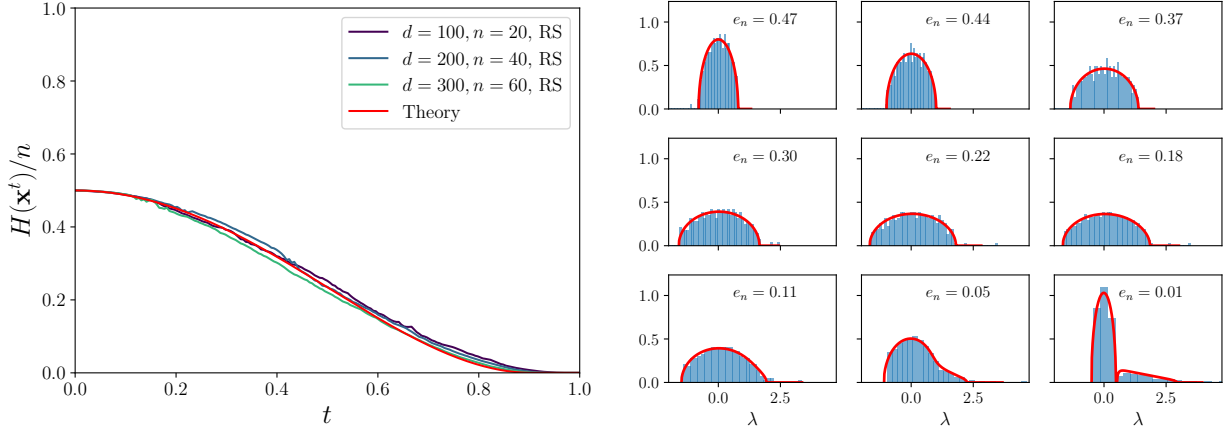 H(x^t)/n
1.0
0.8
0.6
0.4
0.2
0.0
d = 100, n = 20, RS
d = 200, n = 40, RS
d = 300, n = 60, RS
Theory
0.0 0.2 0.4 0.6 0.8 1.0
t
1.0
0.5
0.0
e_n = 0.47
e_n = 0.44
e_n = 0.37
1.0
0.5
0.0
e_n = 0.30
e_n = 0.22
e_n = 0.18
1.0
0.5
0.0
e_n = 0.11
e_n = 0.05
e_n = 0.01
0.0 2.5
0.0 2.5
0.0 2.5
λ
λ
λ